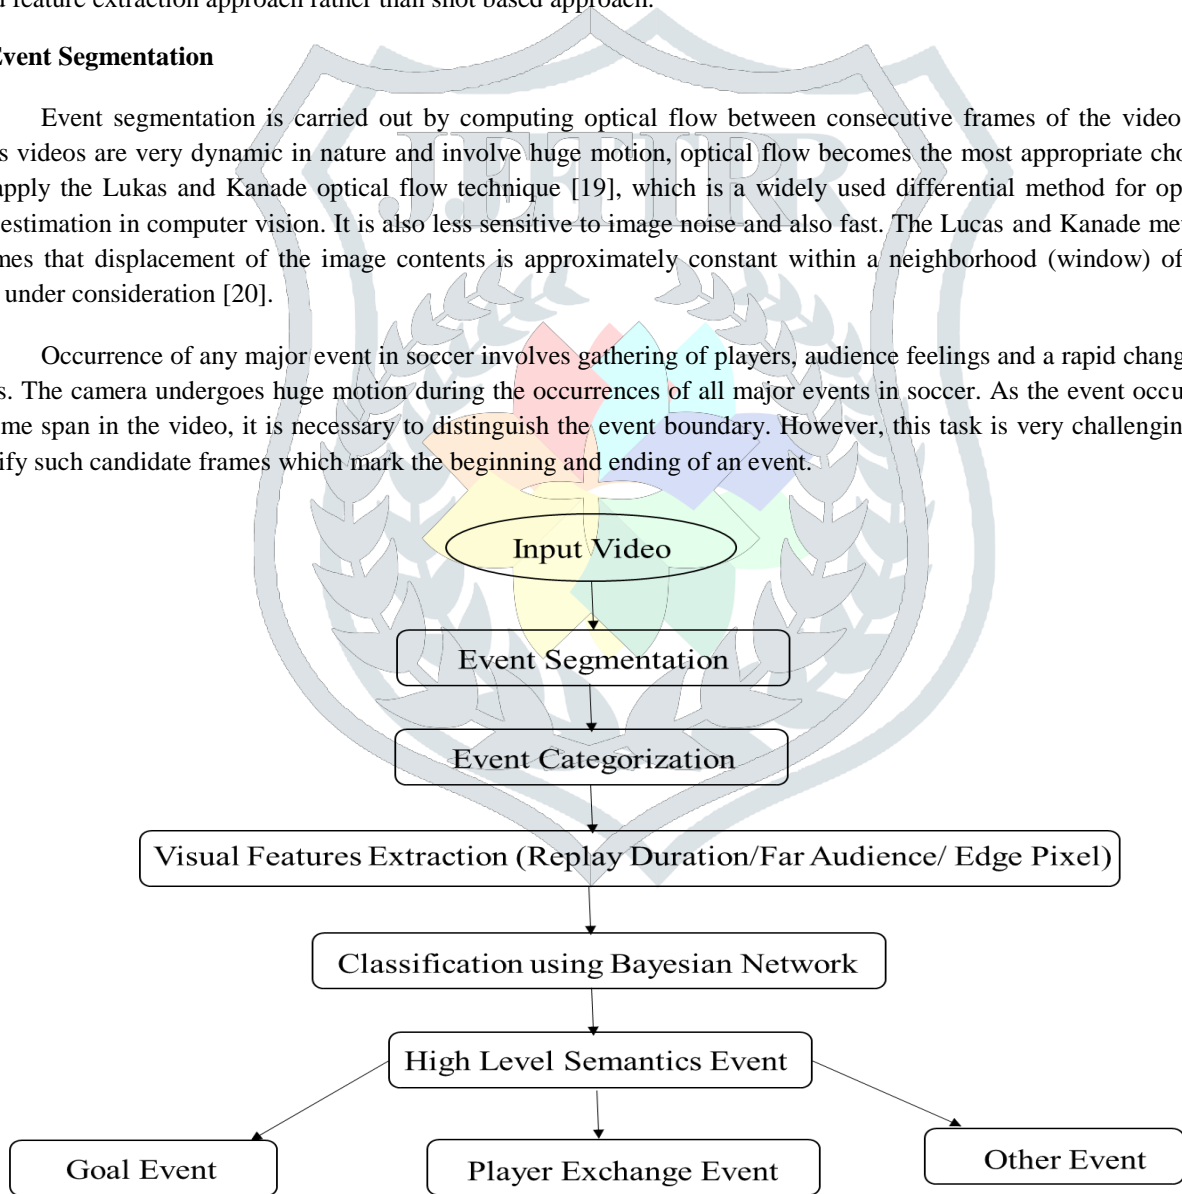 d feature extraction approach rather than shot based approach.
Event Segmentation
Event segmentation is carried out by computing optical flow between consecutive frames of the video
s videos are very dynamic in nature and involve huge motion, optical flow becomes the most appropriate cho
apply the Lukas and Kanade optical flow technique [19], which is a widely used differential method for op
estimation in computer vision. It is also less sensitive to image noise and also fast. The Lucas and Kanade me
mes that displacement of the image contents is approximately constant within a neighborhood (window) of
under consideration [20].
Occurrence of any major event in soccer involves gathering of players, audience feelings and a rapid chang
s. The camera undergoes huge motion during the occurrences of all major events in soccer. As the event occu
me span in the video, it is necessary to distinguish the event boundary. However, this task is very challengin
ify such candidate frames which mark the beginning and ending of an event.
JETIR
Input Video
Event Segmentation
Event Categorization
Visual Features Extraction (Replay Duration/Far Audience/ Edge Pixel)
Classification using Bayesian Network
High Level Semantics Event
Goal Event
Player Exchange Event
Other Event